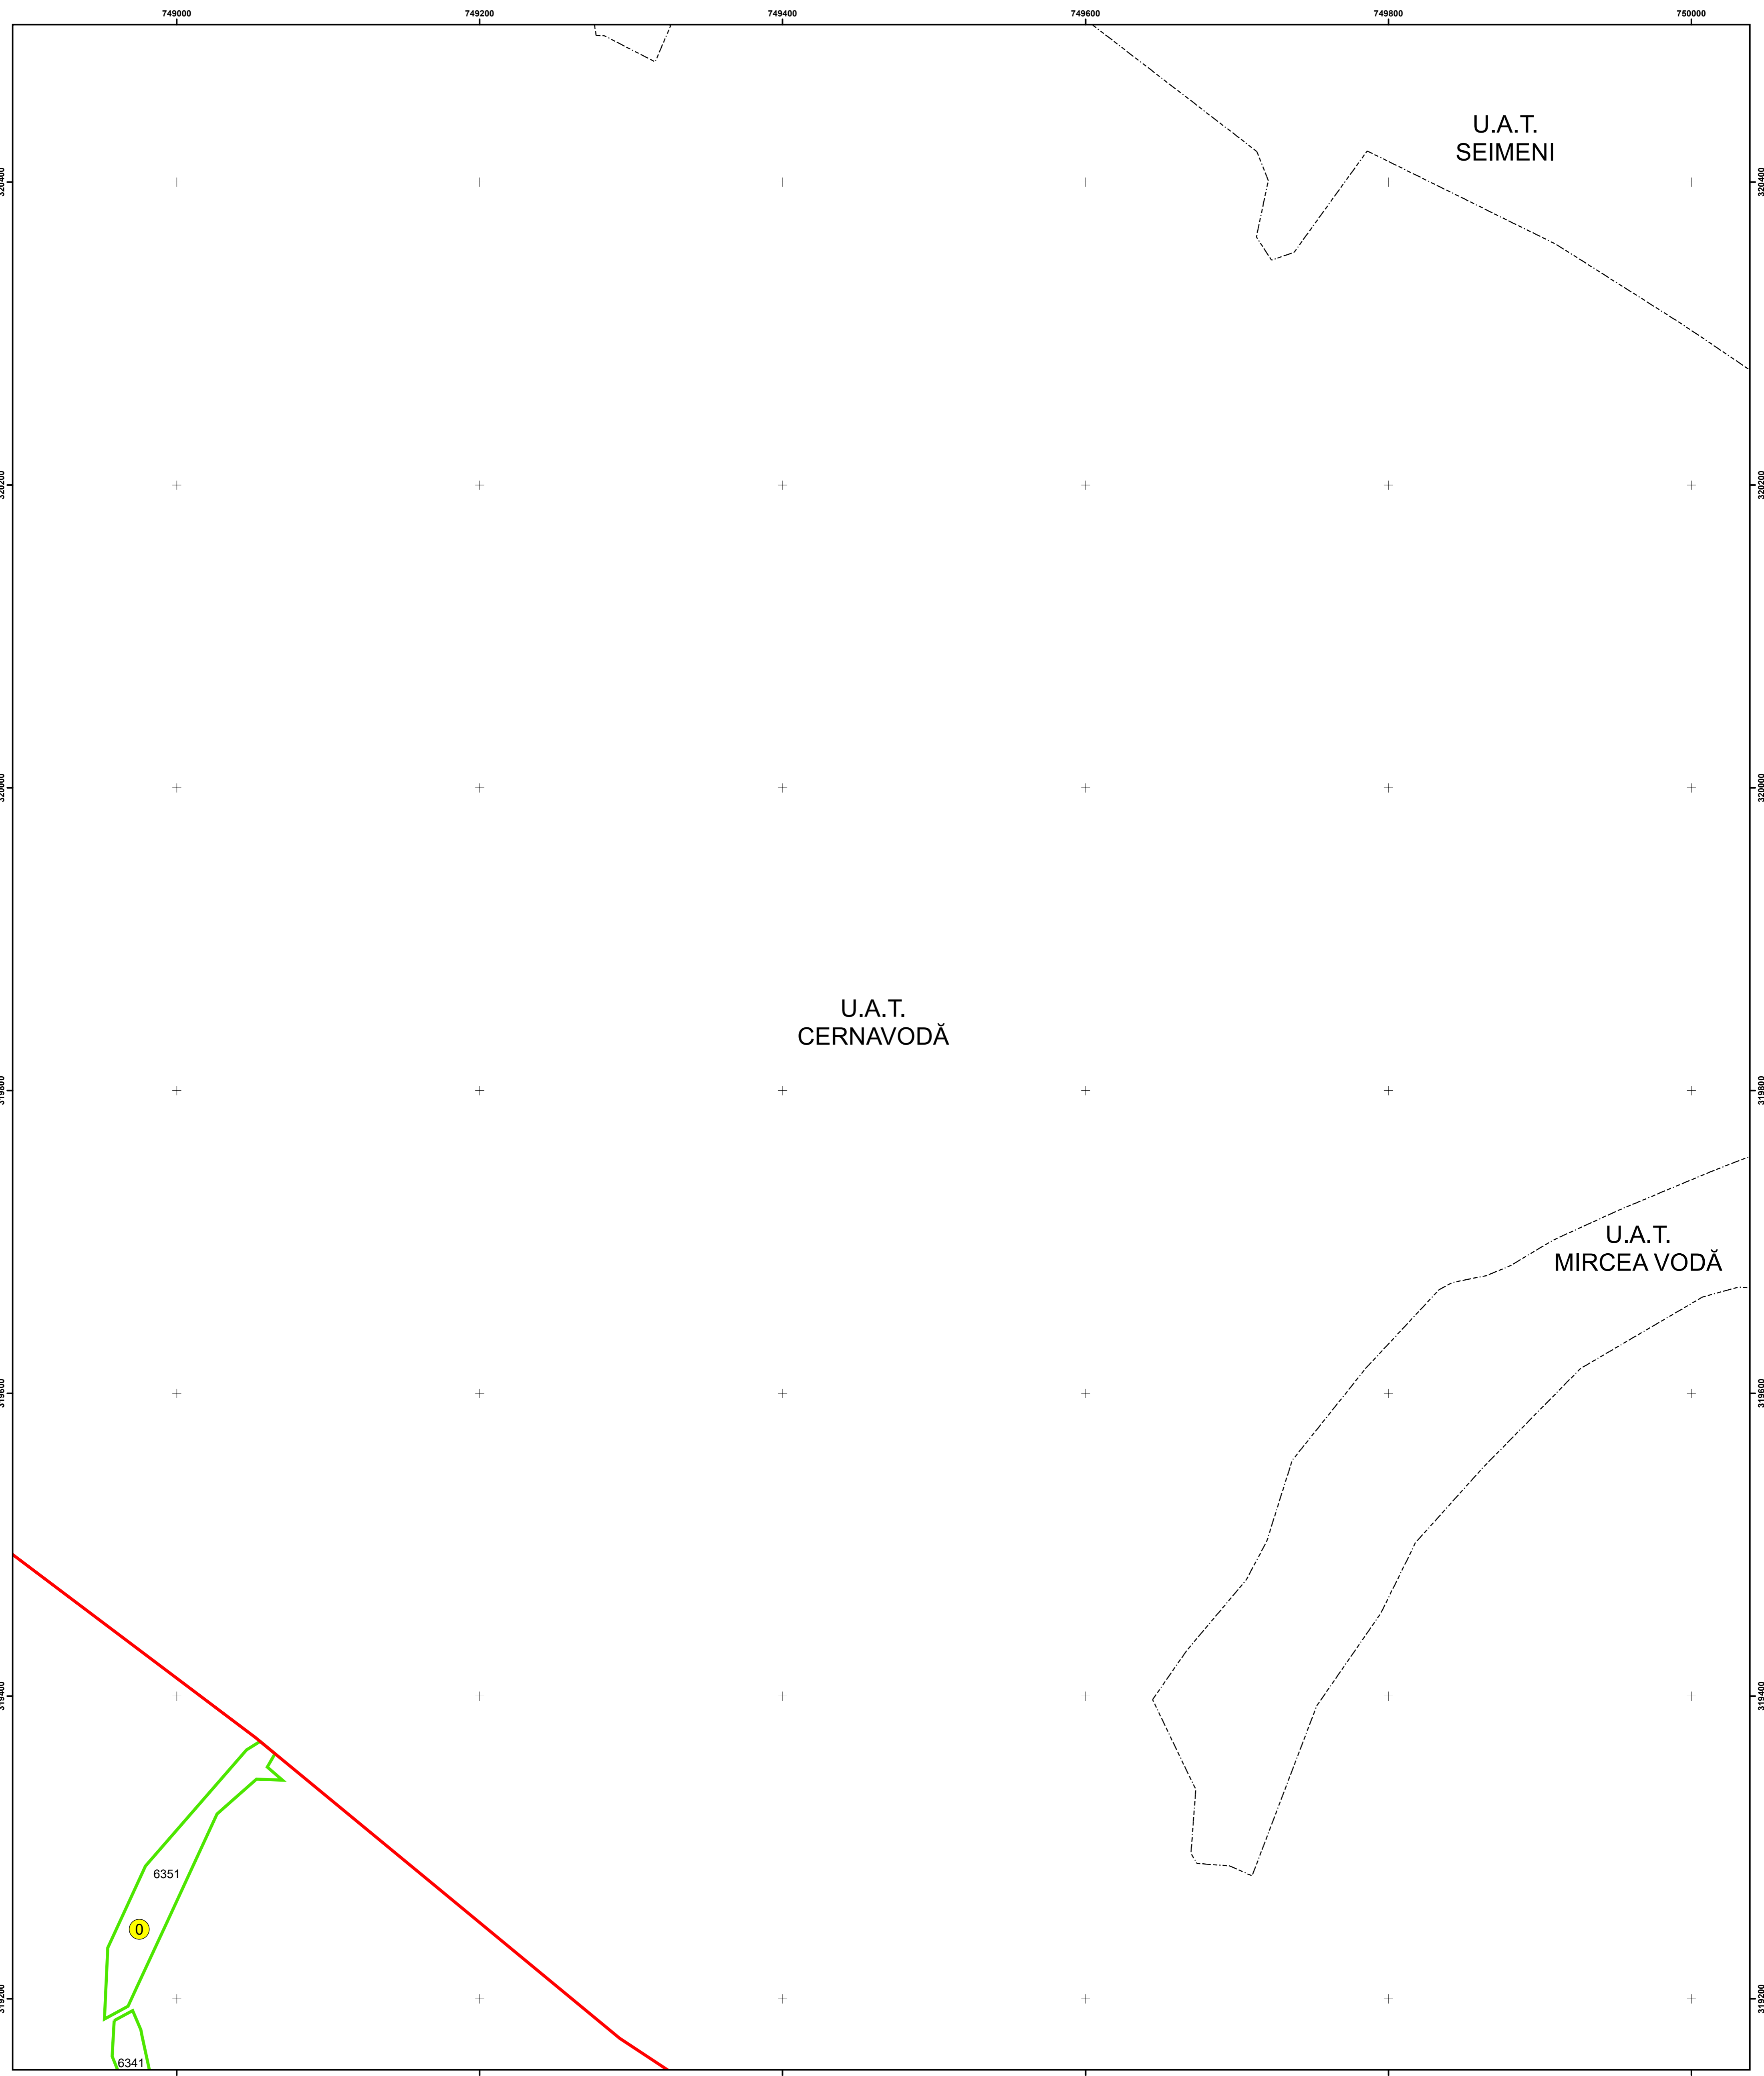 749000 749200 749400 749600 749800 750000
U.A.T.
SEIMENI
320400 320400
320200 320200
320000 320000
U.A.T.
CERNAVODĂ
319800 319800
U.A.T.
MIRCEA VODĂ
319600 319600
319400 319400
6351
0
319200 319200
6341